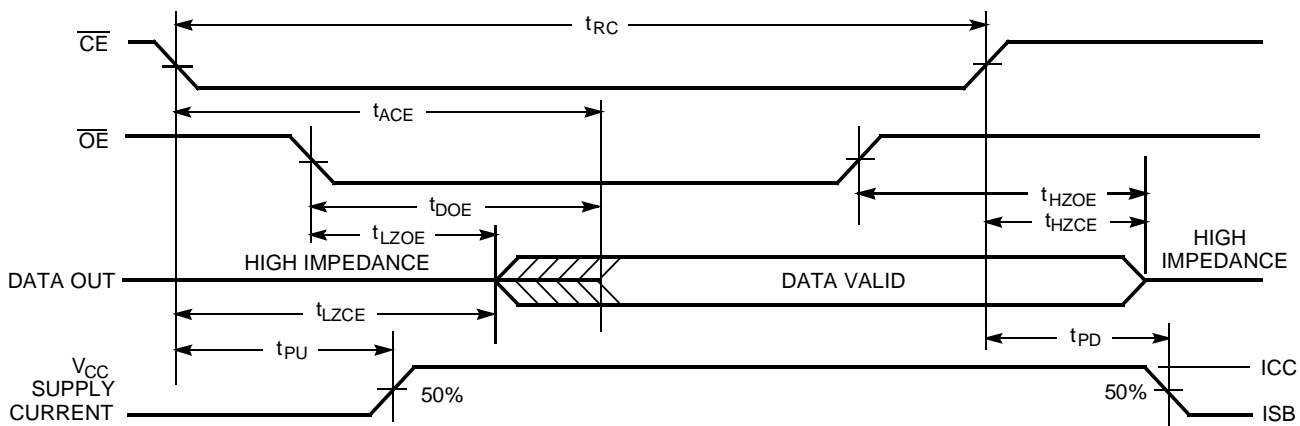 tRC
CE
tACE
OE
tDOE
tHZOE
tLZOE
tHZCE
HIGH
IMPEDANCE
HIGH IMPEDANCE
DATA OUT
DATA VALID
tLZCE
tPU
tPD
VCC
SUPPLY
CURRENT
50%
50%
ICC
ISB